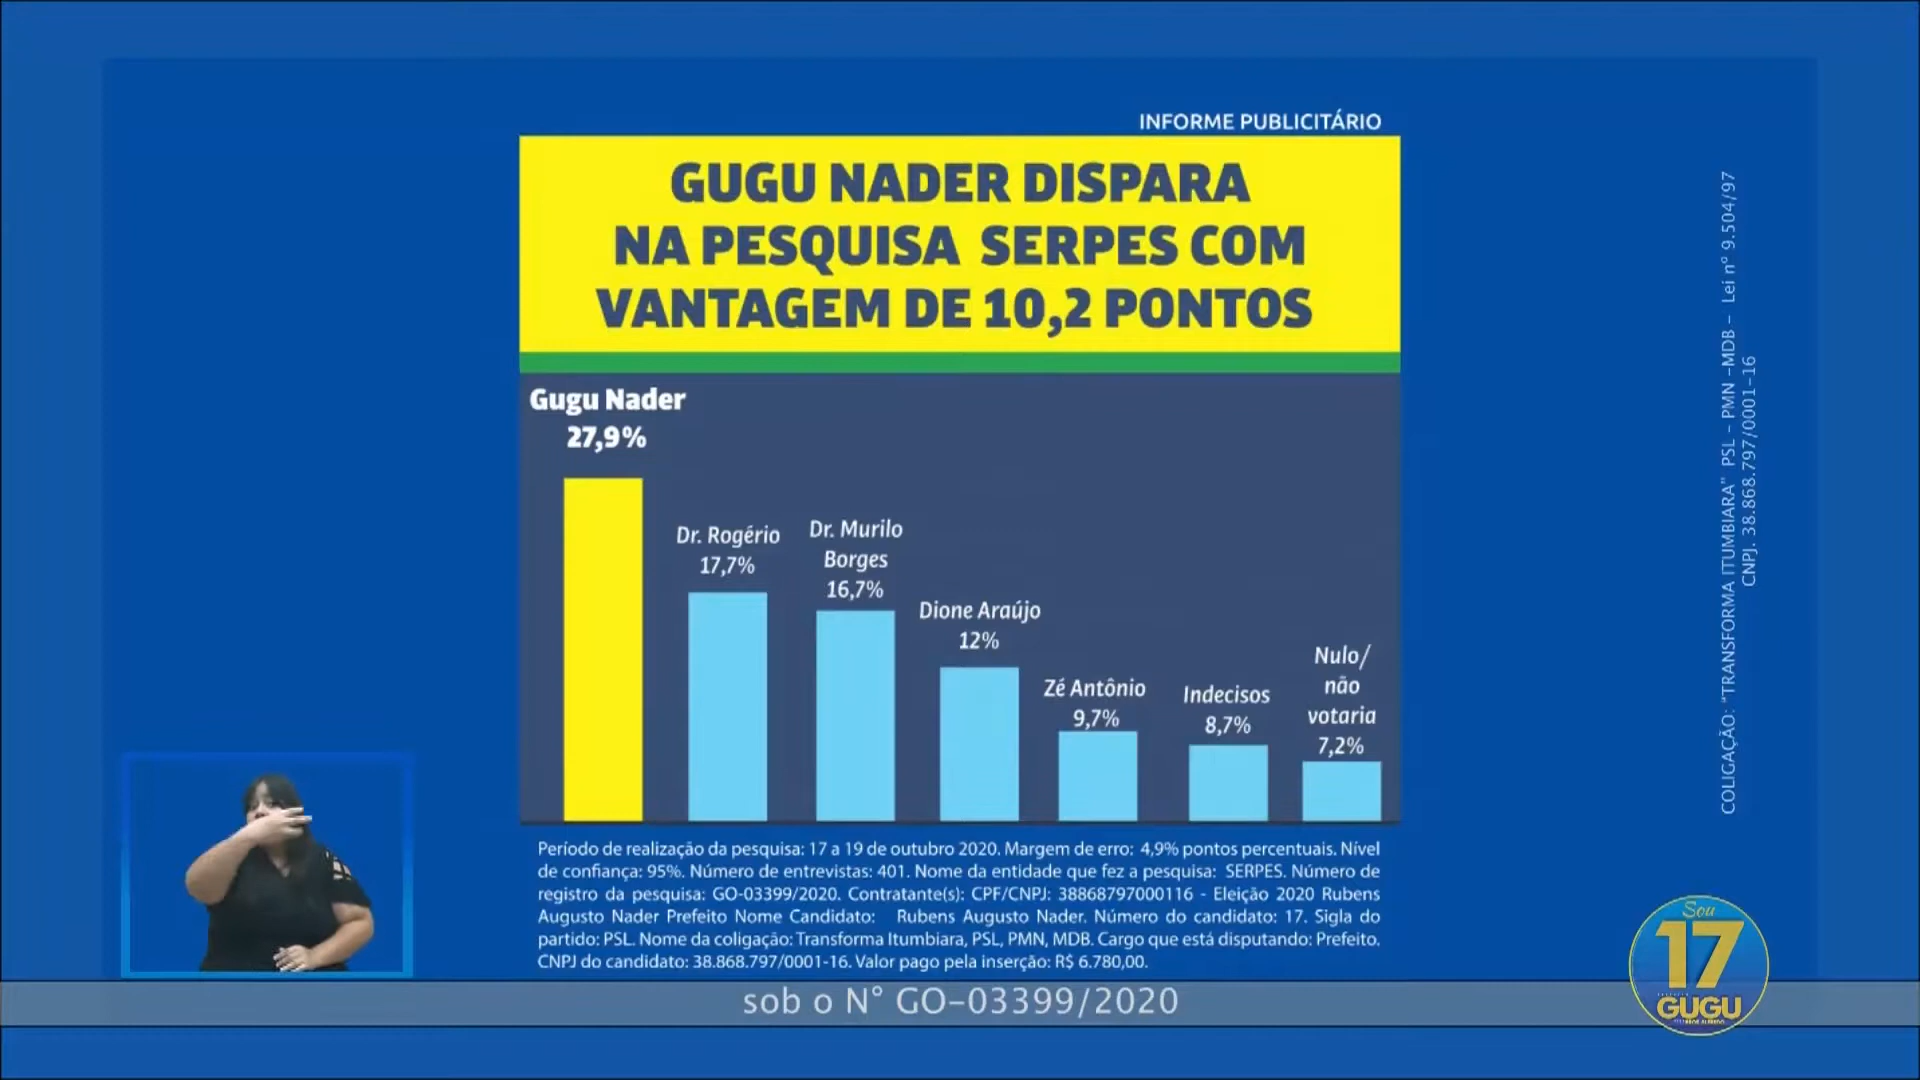 INFORME PUBLICITÁRIO
GUGU NADER DISPARA
NA PESQUISA SERPES COM
VANTAGEM DE 10,2 PONTOS
Gugu Nader
27,9%
Dr. Rogério
17,7%
Dr. Murilo
Borges
16,7%
Dione Araújo
12%
Zé Antônio
9,7%
Indecisos
8,7%
Nulo/
não
votaria
7,2%
Período de realização da pesquisa: 17 a 19 de outubro 2020. Margem de erro: 4,9% pontos percentuais. Nível
de confiança: 95%. Número de entrevistas: 401. Nome da entidade que fez a pesquisa: SERPES. Número de
registro da pesquisa: GO-03399/2020. Contratante(s): CPF/CNPJ: 38868797000116 - Eleição 2020 Rubens
Augusto Nader Prefeito Nome Candidato: Rubens Augusto Nader. Número do candidato: 17. Sigla do
partido: PSL. Nome da coligação: Transforma Itumbiara, PSL, PMN, MDB. Cargo que está disputando: Prefeito.
CNPJ do candidato: 38.868.797/0001-16. Valor pago pela inserção: R$ 6.780,00.
COLIGAÇÃO: "TRANSFORMA ITUMBIARA" PSL - PMN -MDB - Lei nº 9.504/97
CNPJ. 38.868.797/0001-16
sob o N° GO-03399/2020
Sou
17
GUGU